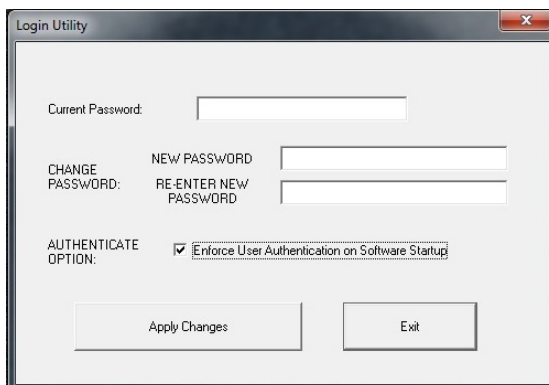 Login Utility
Current Password:
CHANGE
PASSWORD:
NEW PASSWORD
RE-ENTER NEW
PASSWORD
AUTHENTICATE
OPTION:
Enforce User Authentication on Software Startup
Apply Changes
Exit